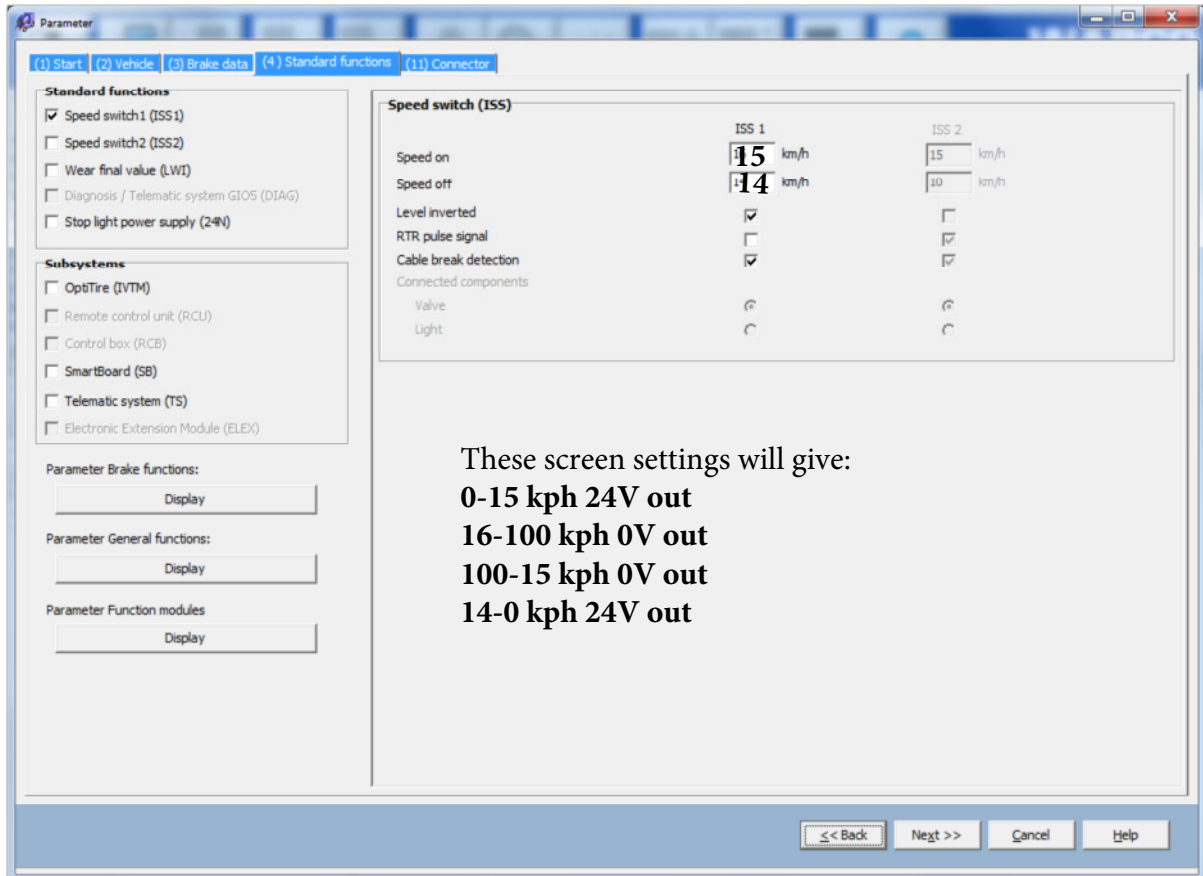 Parameter
(1) Start (2) Vehicle (3) Brake data (4) Standard functions (11) Connector
Standard functions
Speed switch1 (ISS1)
Speed switch2 (ISS2)
Wear final value (LWI)
Diagnosis / Telematic system GIO5 (DIAG)
Stop light power supply (24N)
Subsystems
OptiTire (IVTM)
Remote control unit (RCU)
Control box (RCB)
SmartBoard (SB)
Telematic system (TS)
Electronic Extension Module (ELEX)
Parameter Brake functions:
Display
Parameter General functions:
Display
Parameter Function modules
Display
Speed switch (ISS)
ISS 1 ISS 2
Speed on 15 km/h 15 km/h
Speed off 14 km/h 10 km/h
Level inverted
RTR pulse signal
Cable break detection
Connected components
Valve
Light
These screen settings will give:
0-15 kph 24V out
16-100 kph 0V out
100-15 kph 0V out
14-0 kph 24V out
<< Back Next >> Cancel Help